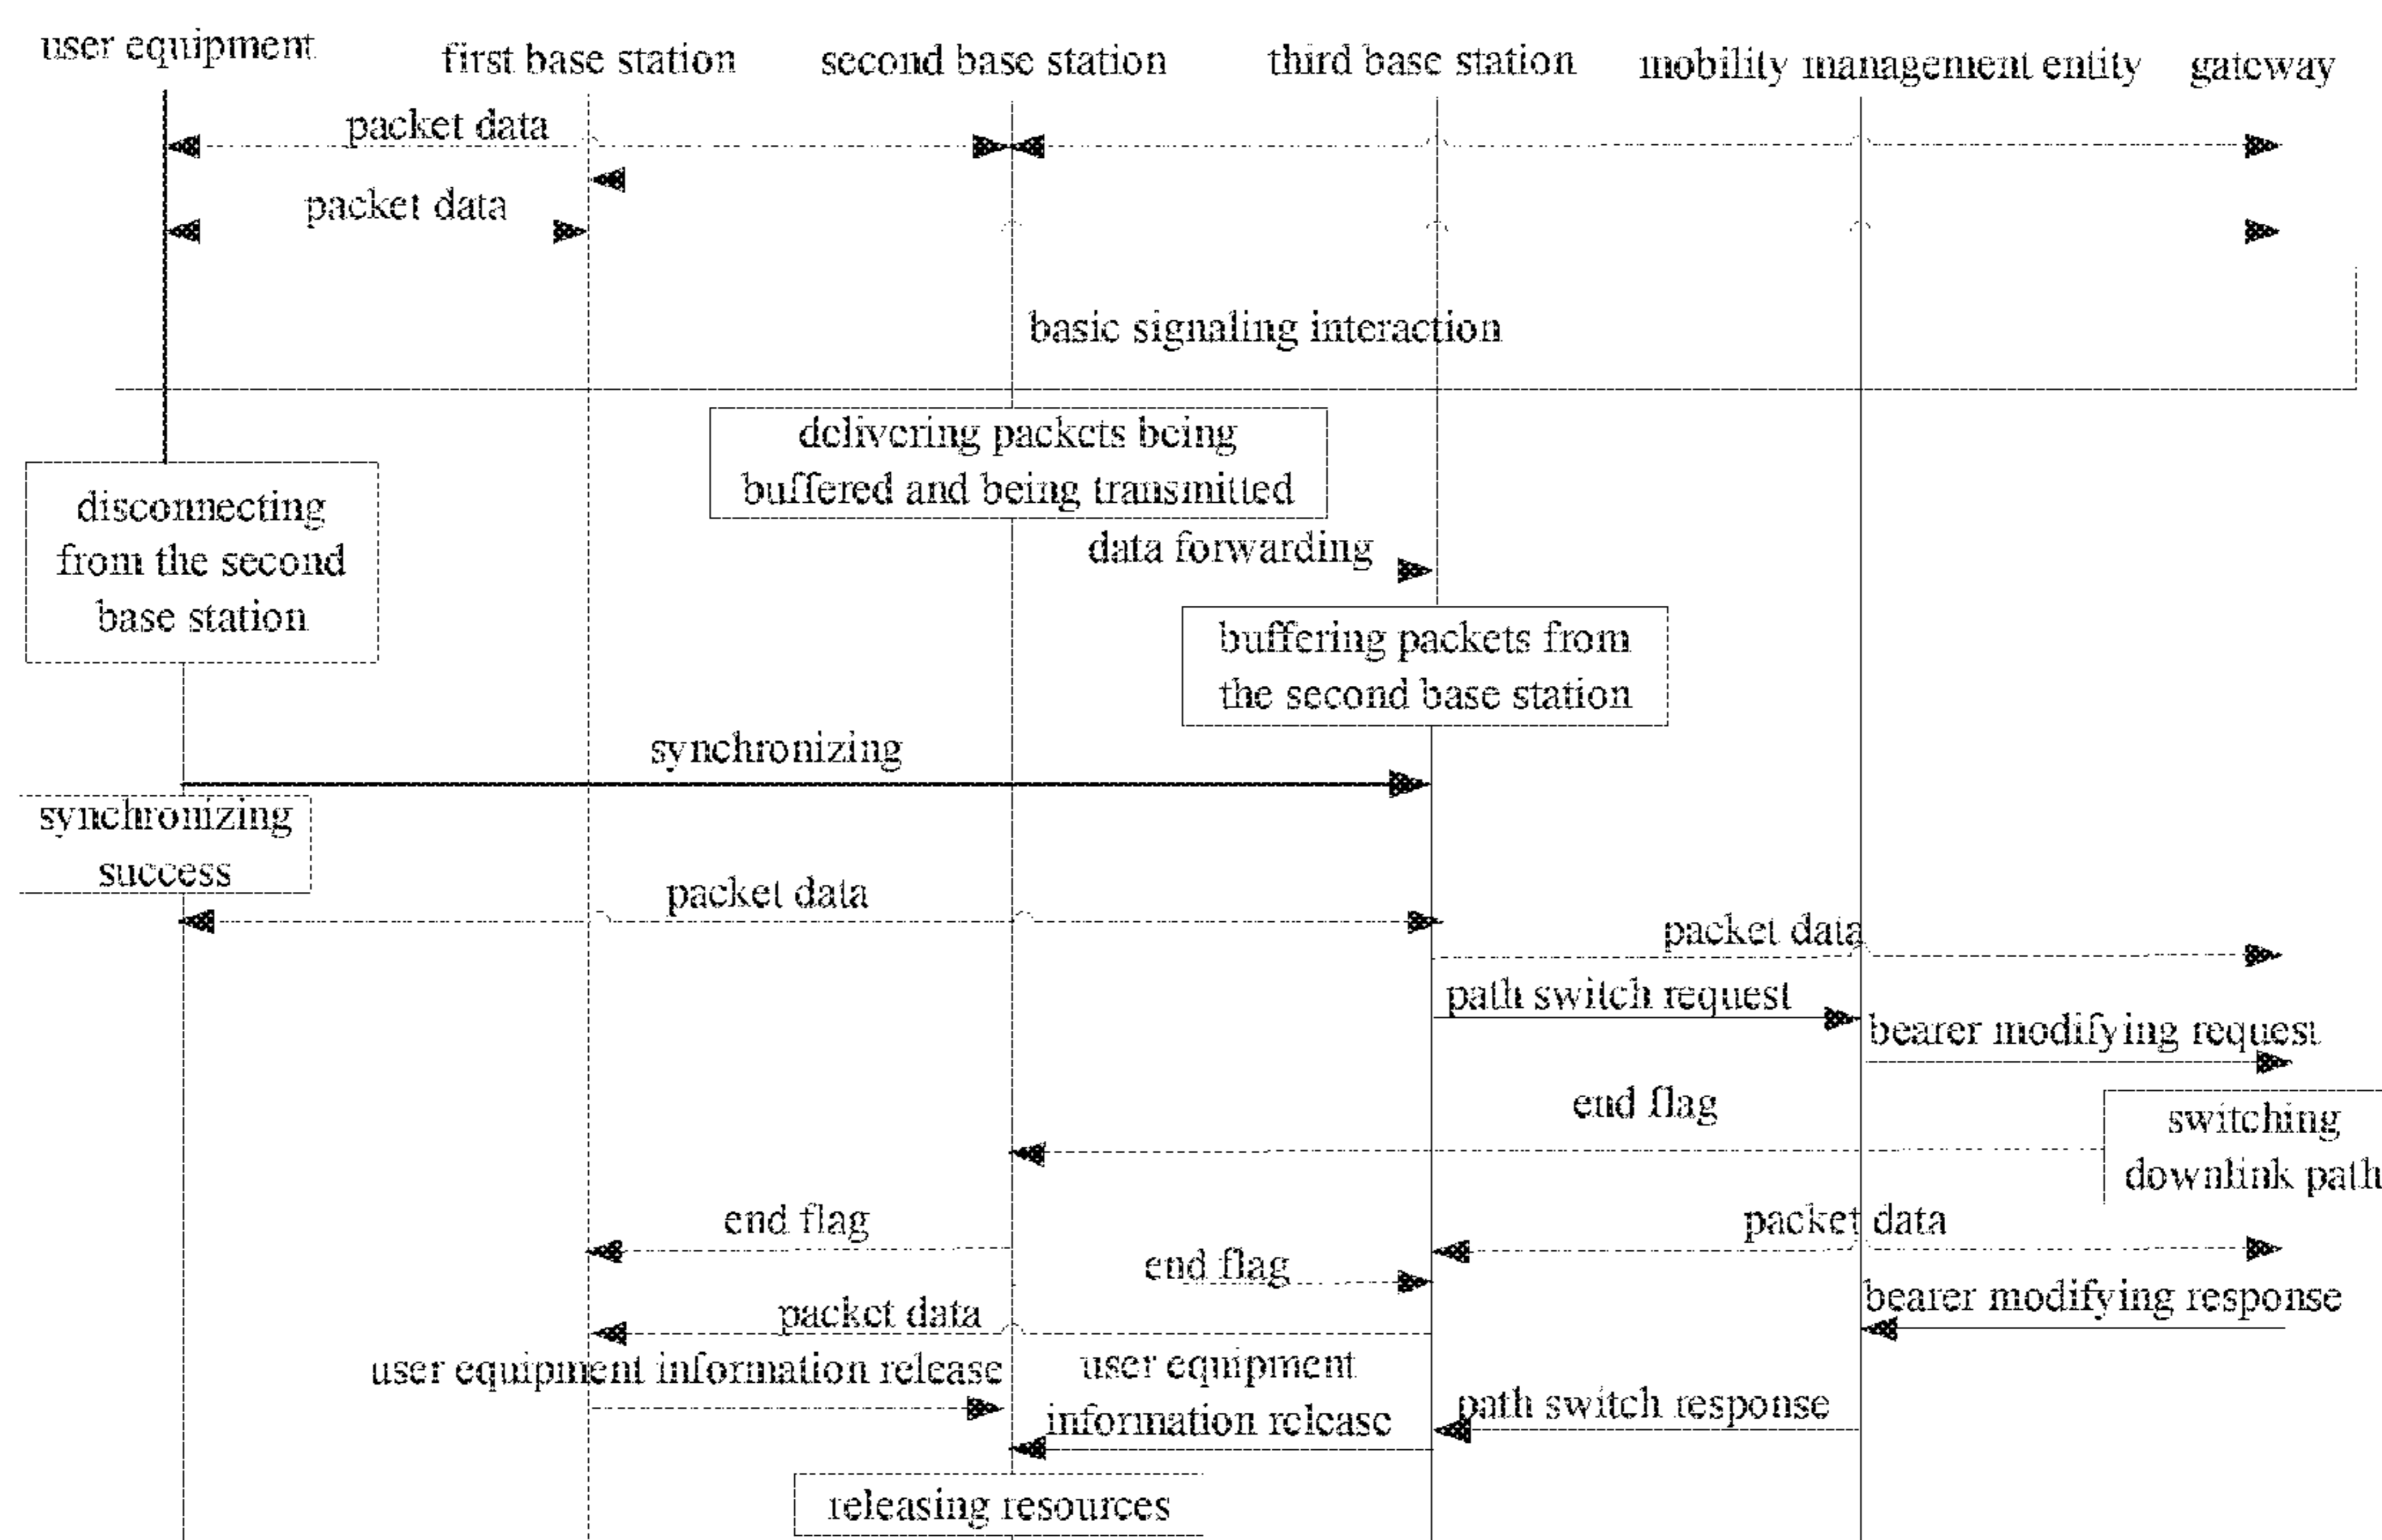 user equipment
first base station
second base station
third base station
mobility management entity
gateway
packet data
packet data
basic signaling interaction
delivering packets being
buffered and being transmitted
disconnecting
from the second
base station
data forwarding
buffering packets from
the second base station
synchronizing
synchronizing
success
packet data
packet data
path switch request
bearer modifying request
end flag
switching
downlink path
end flag
packet data
end flag
bearer modifying response
packet data
user equipment information release
user equipment
information release
path switch response
releasing resources